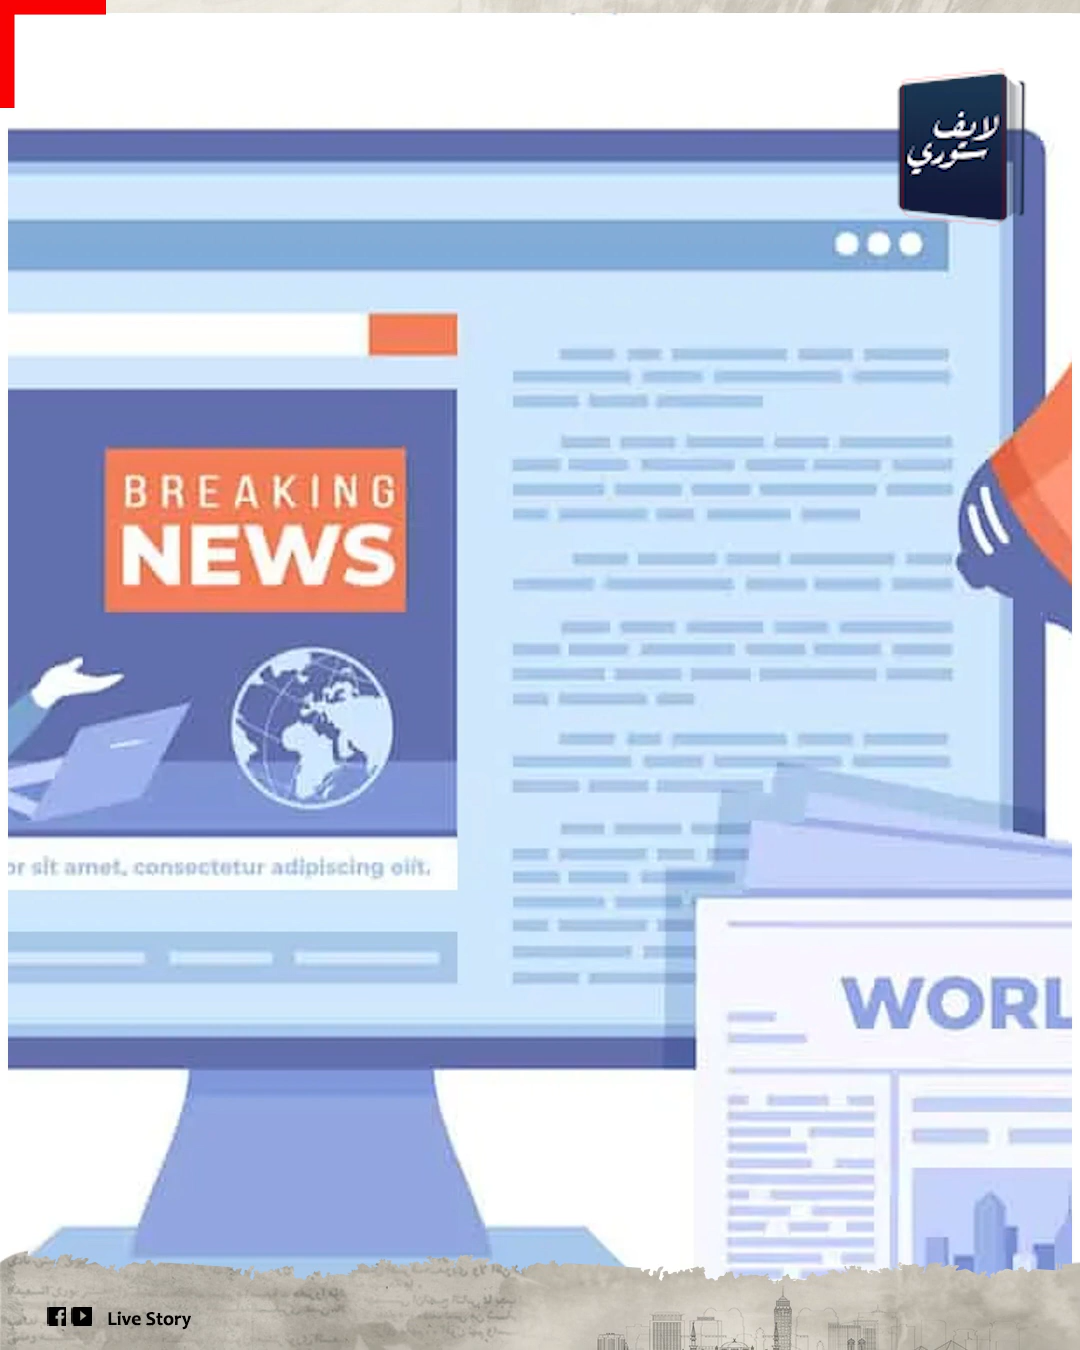 لايف
ستوري
BREAKING
NEWS
or sit amet, consectetur adipiscing elit.
WORL
Live Story